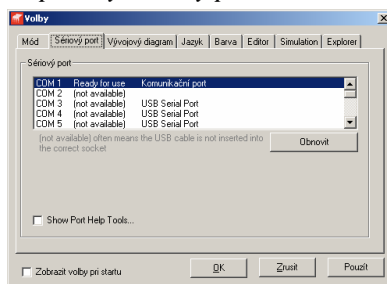 Volby
Mód Sériový port Vývojový diagram Jazyk Barva Editor Simulation Explorer
Sériový port
COM 1 Ready for use Komunikační port
COM 2 (not available)
COM 3 (not available) USB Serial Port
COM 4 (not available) USB Serial Port
COM 5 (not available) USB Serial Port
(not available) often means the USB cable is not inserted into
the correct socket
Obnovit
Show Port Help Tools...
Zobrazit volby pri startu
OK Zrusit Pouzít